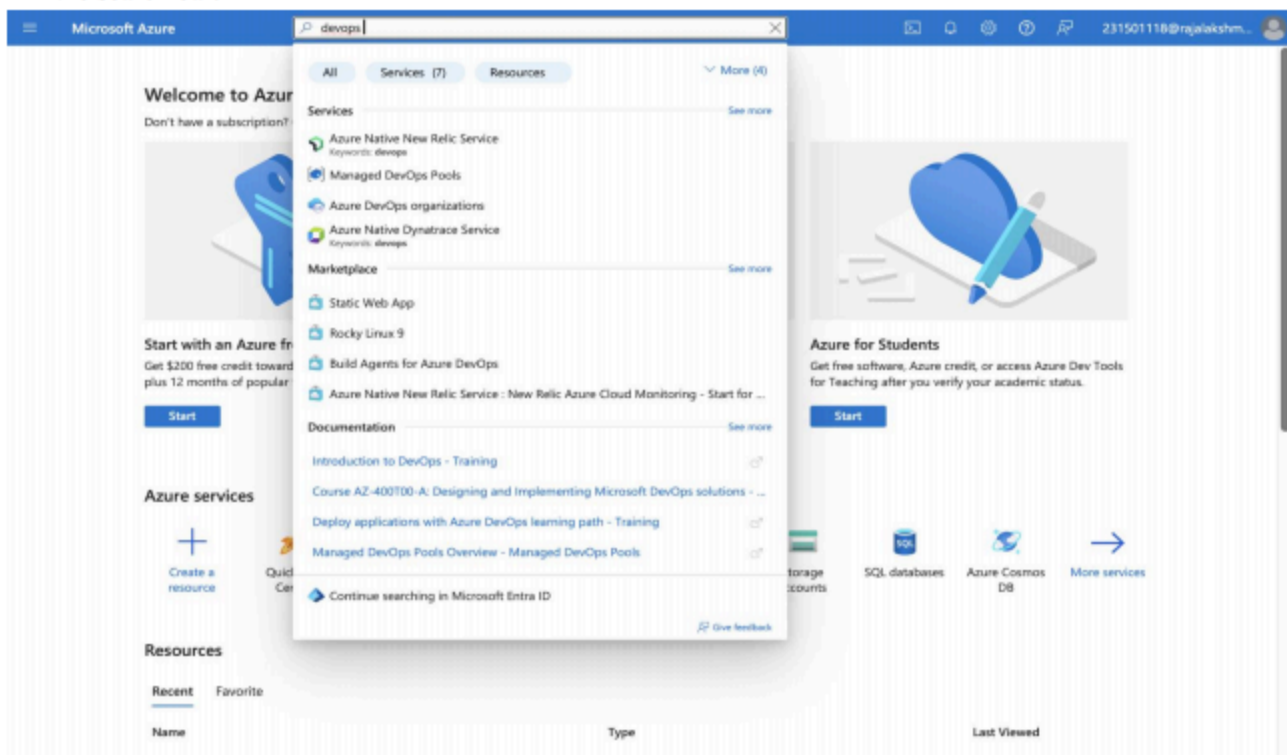 Microsoft Azure
devops
231501118@rajalakshm...
All
Services (7)
Resources
More (4)
Services
See more
Azure Native New Relic Service
Keywords: devops
Managed DevOps Pools
Azure DevOps organizations
Azure Native Dynatrace Service
Keywords: devops
Marketplace
See more
Static Web App
Rocky Linux 9
Build Agents for Azure DevOps
Azure Native New Relic Service : New Relic Azure Cloud Monitoring - Start for ...
Documentation
See more
Introduction to DevOps - Training
Course AZ-400T00-A: Designing and Implementing Microsoft DevOps solutions - ...
Deploy applications with Azure DevOps learning path - Training
Managed DevOps Pools Overview - Managed DevOps Pools
Continue searching in Microsoft Entra ID
Give feedback
Welcome to Azur
Don't have a subscription?
Start with an Azure fr
Get $200 free credit toward
plus 12 months of popular
Start
Azure for Students
Get free software, Azure credit, or access Azure Dev Tools
for Teaching after you verify your academic status.
Start
Azure services
Create a
resource
Quic
Cen
torage
ccounts
SQL databases
Azure Cosmos
DB
More services
Resources
Recent
Favorite
Name
Type
Last Viewed